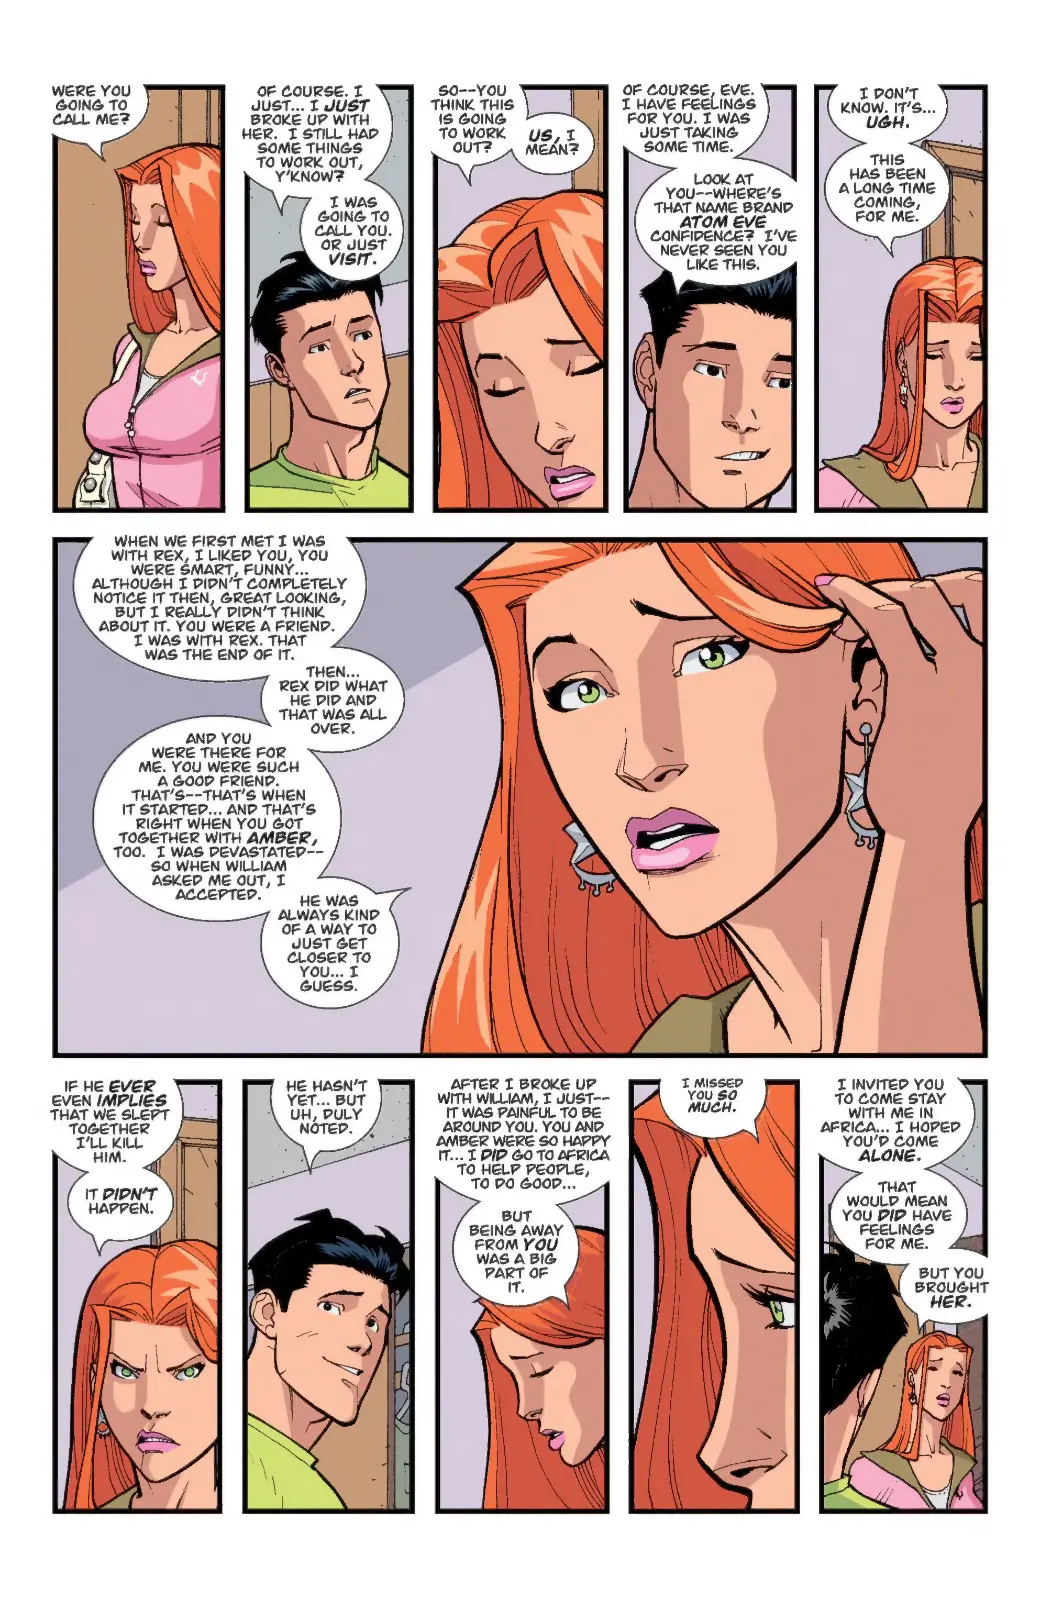 WERE YOU
GOING TO
CALL ME?
OF COURSE. I
JUST... I JUST
BROKE UP WITH
HER. I STILL HAD
SOME THINGS
TO WORK OUT,
Y'KNOW?
I WAS
GOING TO
CALL YOU.
OR JUST
VISIT.
SO--YOU
THINK THIS
IS GOING
TO WORK
OUT?
US, I
MEAN?
OF COURSE, EVE.
I HAVE FEELINGS
FOR YOU. I WAS
JUST TAKING
SOME TIME.
LOOK AT
YOU--WHERE'S
THAT NAME BRAND
ATOM EVE
CONFIDENCE? I'VE
NEVER SEEN YOU
LIKE THIS.
I DON'T
KNOW. IT'S...
UGH.
THIS
HAS BEEN
A LONG TIME
COMING,
FOR ME.
WHEN WE FIRST MET I WAS
WITH REX, I LIKED YOU, YOU
WERE SMART, FUNNY...
ALTHOUGH I DIDN'T COMPLETELY
NOTICE IT THEN, GREAT LOOKING,
BUT I REALLY DIDN'T THINK
ABOUT IT. YOU WERE A FRIEND.
I WAS WITH REX. THAT
WAS THE END OF IT.
THEN...
REX DID WHAT
HE DID AND
THAT WAS ALL
OVER.
AND YOU
WERE THERE FOR
ME. YOU WERE SUCH
A GOOD FRIEND.
THAT'S--THAT'S WHEN
IT STARTED... AND THAT'S
RIGHT WHEN YOU GOT
TOGETHER WITH AMBER,
TOO. I WAS DEVASTATED--
SO WHEN WILLIAM
ASKED ME OUT, I
ACCEPTED.
HE WAS
ALWAYS KIND
OF A WAY TO
JUST GET
CLOSER TO
YOU... I
GUESS.
IF HE EVER
EVEN IMPLIES
THAT WE SLEPT
TOGETHER
I'LL KILL
HIM.
IT DIDN'T
HAPPEN.
HE HASN'T
YET... BUT
UH, DULY
NOTED.
AFTER I BROKE UP
WITH WILLIAM, I JUST--
IT WAS PAINFUL TO BE
AROUND YOU. YOU AND
AMBER WERE SO HAPPY
IT... I DID GO TO AFRICA
TO HELP PEOPLE,
TO DO GOOD...
BUT
BEING AWAY
FROM YOU
WAS A BIG
PART OF
IT.
I MISSED
YOU SO
MUCH.
I INVITED YOU
TO COME STAY
WITH ME IN
AFRICA... I HOPED
YOU'D COME
ALONE.
THAT
WOULD MEAN
YOU DID HAVE
FEELINGS
FOR ME.
BUT YOU
BROUGHT
HER.